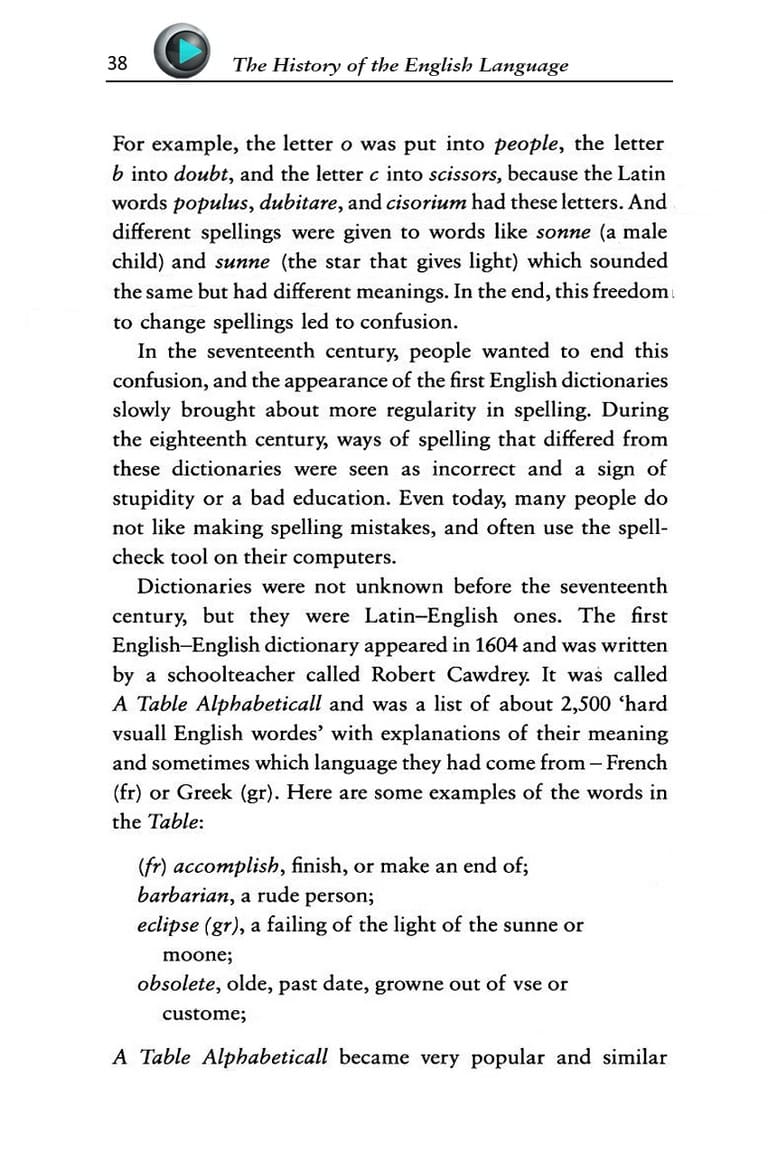 38
The History of the English Language
For example, the letter o was put into people, the letter
b into doubt, and the letter c into scissors, because the Latin
words populus, dubitare, and cisorium had these letters. And
different spellings were given to words like sonne (a male
child) and sunne (the star that gives light) which sounded
the same but had different meanings. In the end, this freedom
to change spellings led to confusion.
In the seventeenth century, people wanted to end this
confusion, and the appearance of the first English dictionaries
slowly brought about more regularity in spelling. During
the eighteenth century, ways of spelling that differed from
these dictionaries were seen as incorrect and a sign of
stupidity or a bad education. Even today, many people do
not like making spelling mistakes, and often use the spell-
check tool on their computers.
Dictionaries were not unknown before the seventeenth
century, but they were Latin–English ones. The first
English–English dictionary appeared in 1604 and was written
by a schoolteacher called Robert Cawdrey. It was called
A Table Alphabeticall and was a list of about 2,500 ‘hard
vsuall English wordes’ with explanations of their meaning
and sometimes which language they had come from – French
(fr) or Greek (gr). Here are some examples of the words in
the Table:
(fr) accomplish, finish, or make an end of;
barbarian, a rude person;
eclipse (gr), a failing of the light of the sunne or
moone;
obsolete, olde, past date, growne out of vse or
custome;
A Table Alphabeticall became very popular and similar